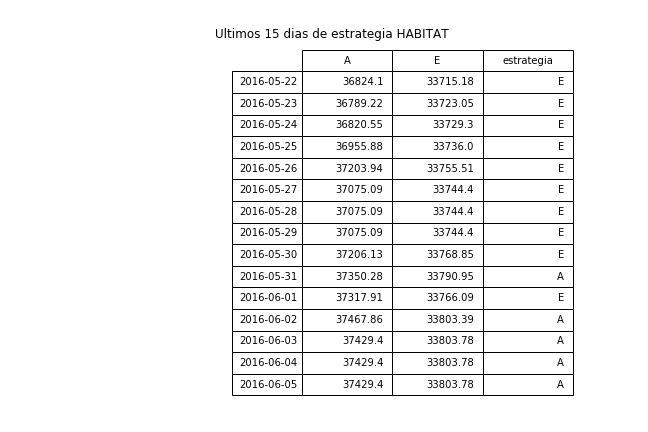 Ultimos 15 dias de estrategia HABITAT
A E estrategia
2016-05-22 36824.1 33715.18 E
2016-05-23 36789.22 33723.05 E
2016-05-24 36820.55 33729.3 E
2016-05-25 36955.88 33736.0 E
2016-05-26 37203.94 33755.51 E
2016-05-27 37075.09 33744.4 E
2016-05-28 37075.09 33744.4 E
2016-05-29 37075.09 33744.4 E
2016-05-30 37206.13 33768.85 E
2016-05-31 37350.28 33790.95 A
2016-06-01 37317.91 33766.09 E
2016-06-02 37467.86 33803.39 A
2016-06-03 37429.4 33803.78 A
2016-06-04 37429.4 33803.78 A
2016-06-05 37429.4 33803.78 A